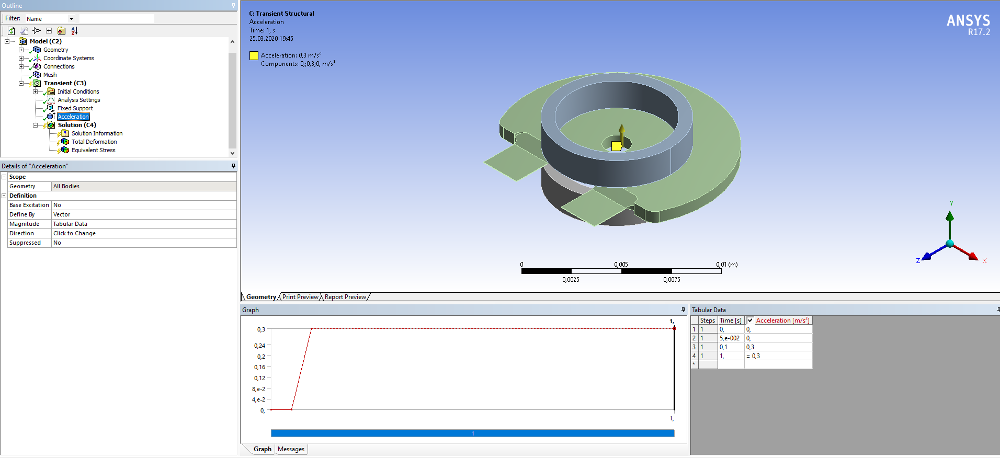 Outline
Filter: Name
Model (C2)
Geometry
Coordinate Systems
Connections
Mesh
Transient (C3)
Initial Conditions
Analysis Settings
Fixed Support
Acceleration
Solution (C4)
Solution Information
Total Deformation
Equivalent Stress
Details of "Acceleration"
Scope
Geometry All Bodies
Definition
Base Excitation No
Define By Vector
Magnitude Tabular Data
Direction Click to Change
Suppressed No
C: Transient Structural
Acceleration
Time: 1, s
25.03.2020 19:45
Acceleration: 0,3 m/s²
Components: 0,;0,3;0, m/s²
ANSYS
R17.2
Y
Z X
0 0,005 0,01 (m)
0,0025 0,0075
Geometry Print Preview Report Preview
Graph
1,
0,3
0,24
0,2
0,16
0,12
8,e-2
4,e-2
0,
1,
1
Graph Messages
Tabular Data
Steps Time [s] Acceleration [m/s²]
1 1 0, 0,
2 1 5,e-002 0,
3 1 0,1 0,3
4 1 1, = 0,3
*